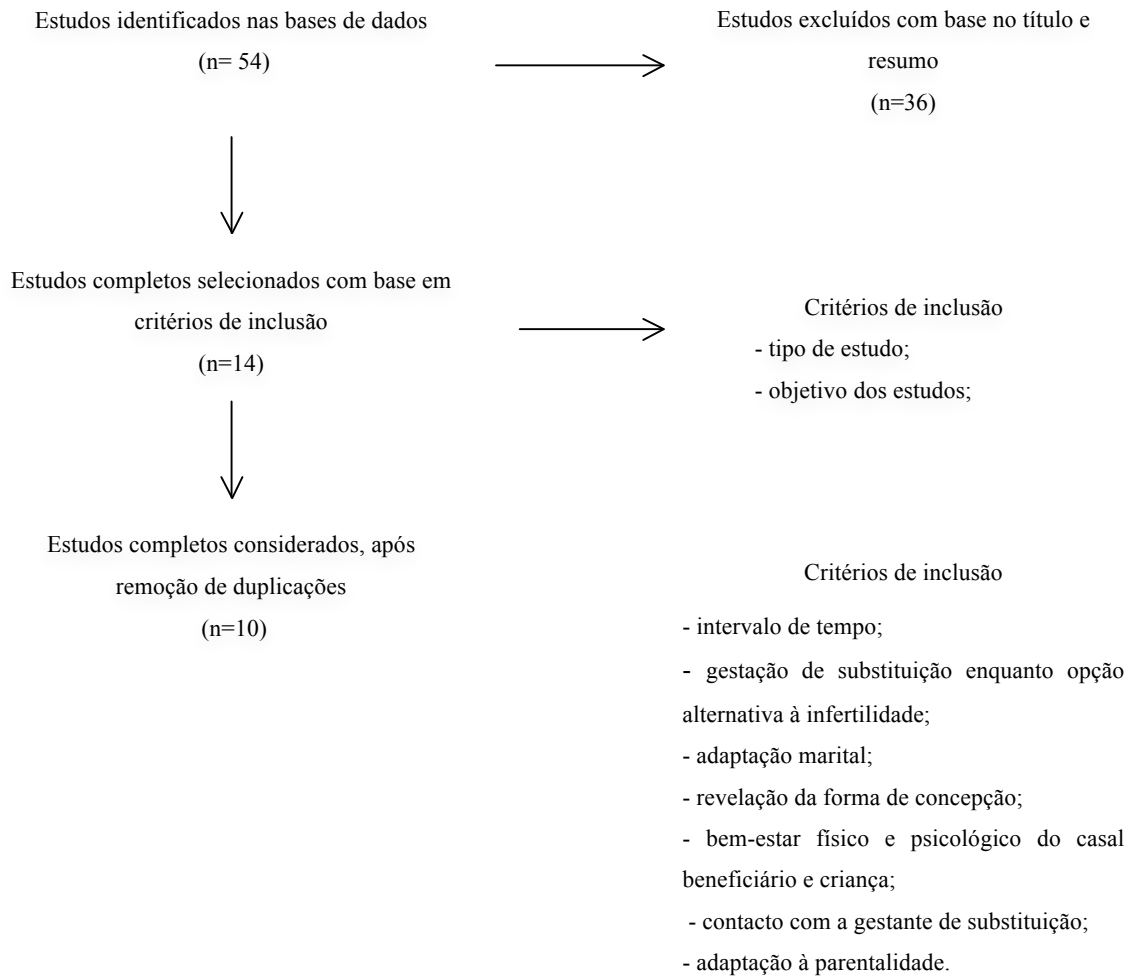 Estudos identificados nas bases de dados
(n= 54)
Estudos excluídos com base no título e
resumo
(n=36)
Estudos completos selecionados com base em
critérios de inclusão
(n=14)
Critérios de inclusão
- tipo de estudo;
- objetivo dos estudos;
Estudos completos considerados, após
remoção de duplicações
(n=10)
Critérios de inclusão
- intervalo de tempo;
- gestação de substituição enquanto opção
alternativa à infertilidade;
- adaptação marital;
- revelação da forma de concepção;
- bem-estar físico e psicológico do casal
beneficiário e criança;
- contacto com a gestante de substituição;
- adaptação à parentalidade.